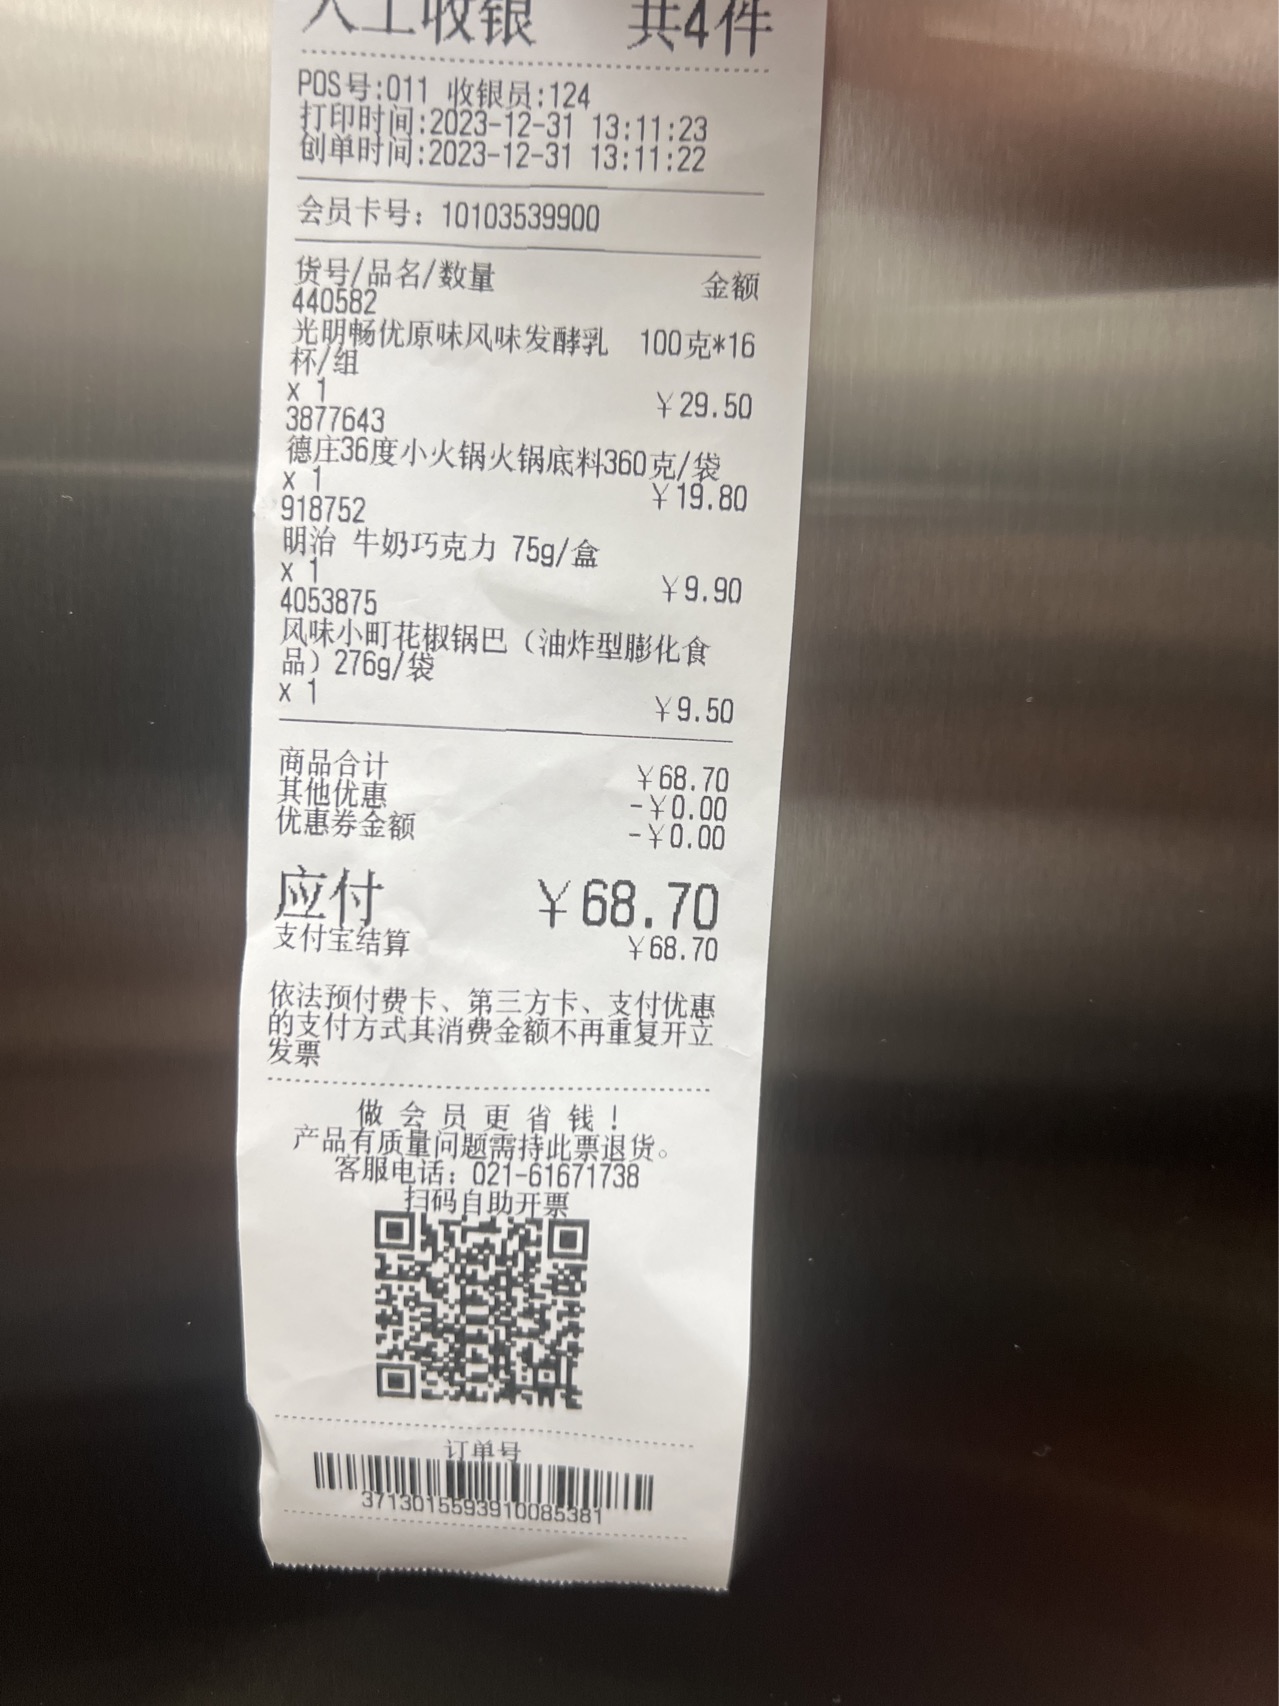 人工收银 共4件
POS号:011 收银员:124
打印时间:2023-12-31 13:11:23
创单时间:2023-12-31 13:11:22
会员卡号: 10103539900
货号/品名/数量 金额
440582
光明畅优原味风味发酵乳 100克*16
杯/组
x 1 ¥29.50
3877643
德庄36度小火锅火锅底料360克/袋
x 1 ¥19.80
918752
明治 牛奶巧克力 75g/盒
x 1 ¥9.90
4053875
风味小町花椒锅巴（油炸型膨化食
品）276g/袋
x 1 ¥9.50
商品合计 ¥68.70
其他优惠 -¥0.00
优惠券金额 -¥0.00
应付 ¥68.70
支付宝结算 ¥68.70
依法预付费卡、第三方卡、支付优惠
的支付方式其消费金额不再重复开立
发票
做会员更省钱！
产品有质量问题需持此票退货。
客服电话: 021-61671738
扫码自助开票
订单号
3713015593910085381